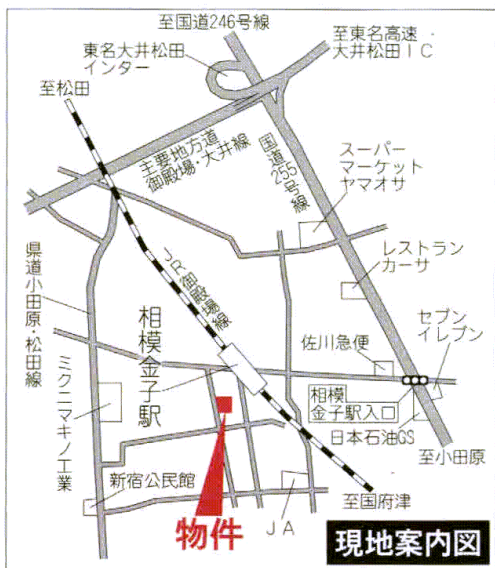 至国道246号線
東名大井松田
インター
至東名高速・
大井松田IC
至松田
主要地方道
御殿場・大井線
国道255号線
スーパー
マーケット
ヤマオサ
レストラン
カーサ
JR御殿場線
県道小田原・松田線
相模金子駅
セブン
イレブン
佐川急便
ミクニマキノ工業
相模
金子駅入口
日本石油GS
至小田原
新宿公民館
至国府津
物件
JA
現地案内図